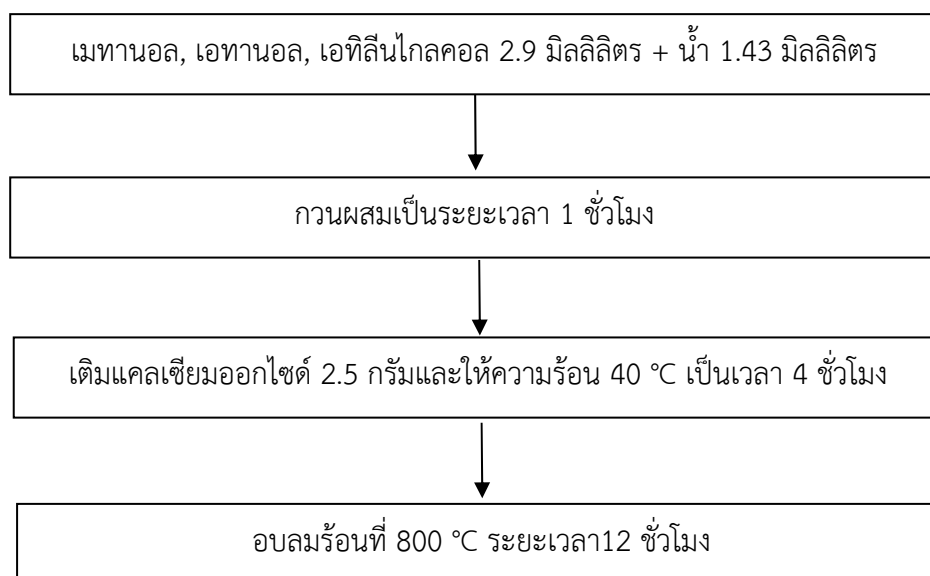 เมทานอล, เอทานอล, เอทิลีนไกลคอล 2.9 มิลลิลิตร + น้ำ 1.43 มิลลิลิตร
กวนผสมเป็นระยะเวลา 1 ชั่วโมง
เติมแคลเซียมออกไซด์ 2.5 กรัมและให้ความร้อน 40 °C เป็นเวลา 4 ชั่วโมง
อบลมร้อนที่ 800 °C ระยะเวลา12 ชั่วโมง